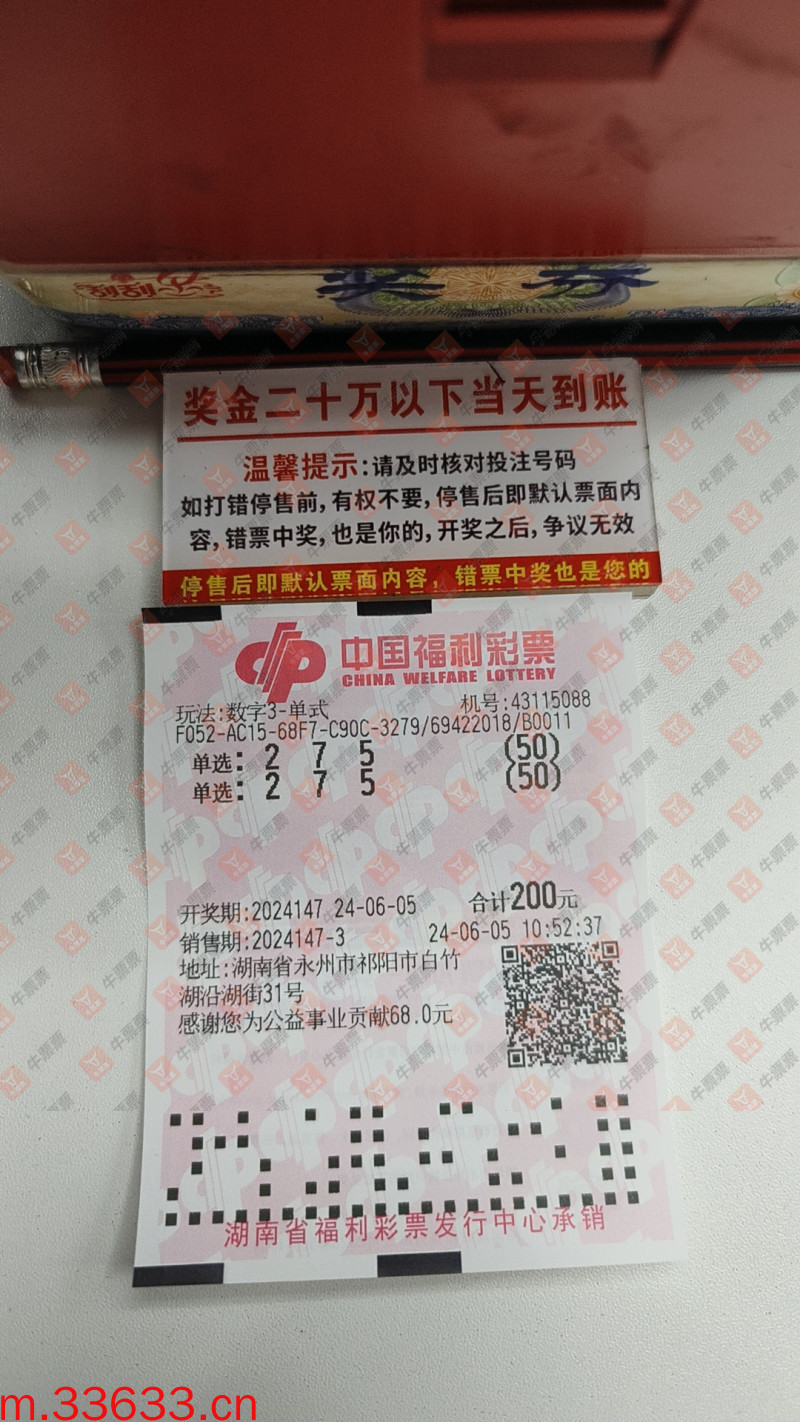 刮刮
奖 券
奖金二十万以下当天到账
温馨提示:请及时核对投注号码
如打错停售前,有权不要,停售后即默认票面内
容,错票中奖,也是你的,开奖之后,争议无效
停售后即默认票面内容，错票中奖也是您的
中国福利彩票
CHINA WELFARE LOTTERY
玩法:数字3-单式 机号:43115088
F052-AC15-68F7-C90C-3279/69422018/B0011
单选: 2 7 5 (50)
单选: 2 7 5 (50)
开奖期:2024147 24-06-05 合计200元
销售期:2024147-3 24-06-05 10:52:37
地址:湖南省永州市祁阳市白竹
湖沿湖街31号
感谢您为公益事业贡献68.0元
湖南省福利彩票发行中心承销
牛票票
m.33633.cn